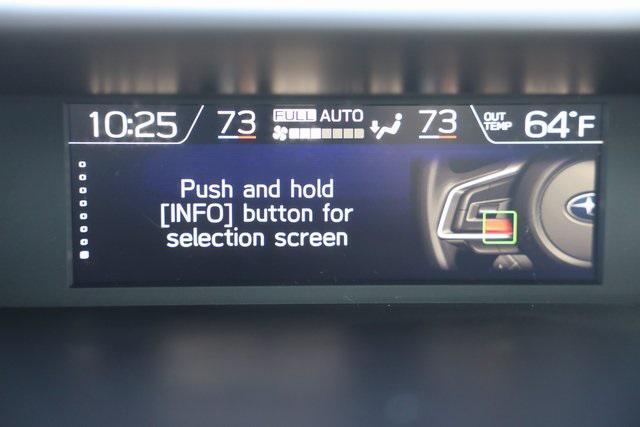 10:25 73 FULL AUTO 73 OUT TEMP 64°F
Push and hold
[INFO] button for
selection screen